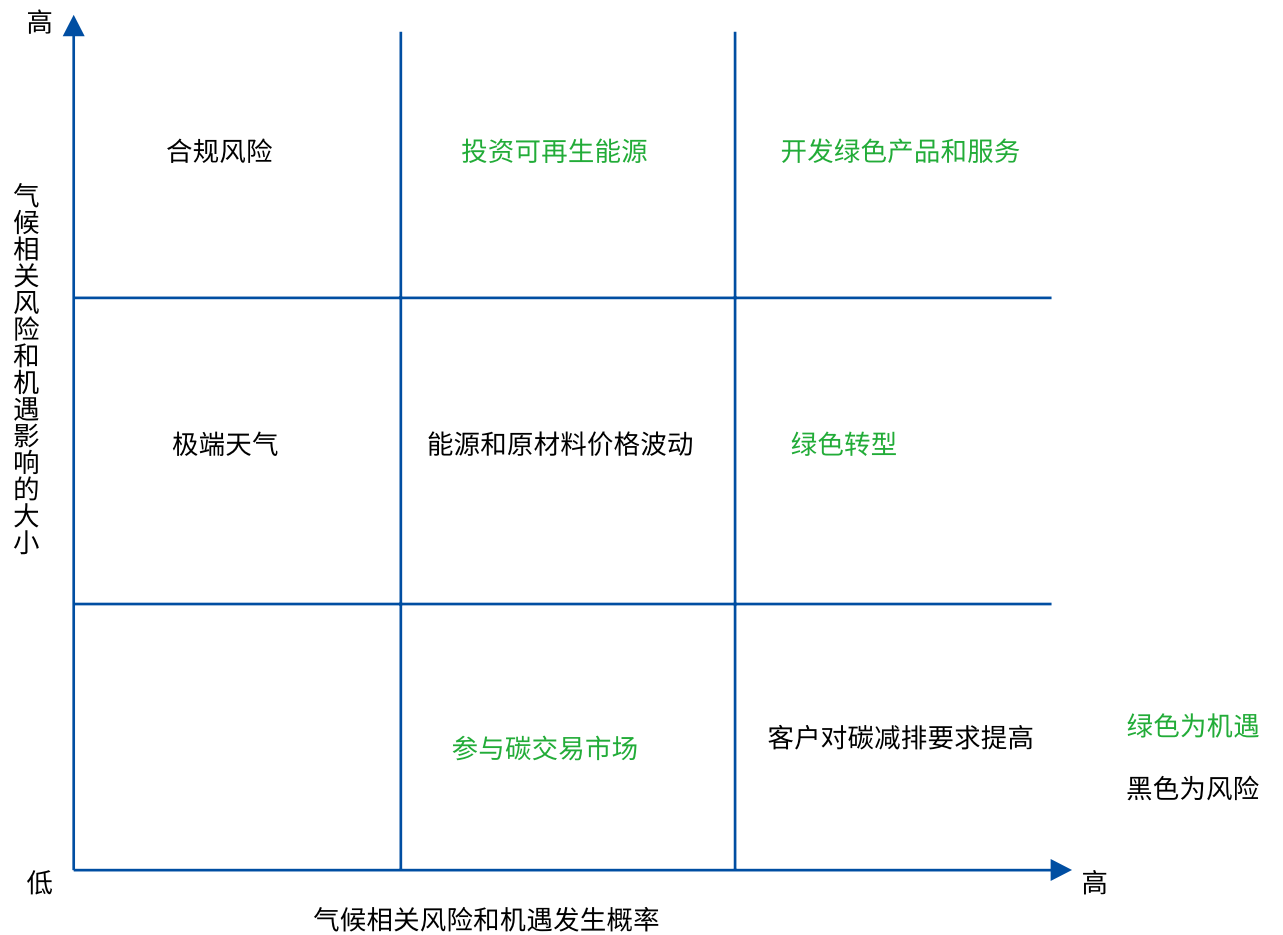 高
气候相关风险和机遇影响的大小
合规风险
投资可再生能源
开发绿色产品和服务
极端天气
能源和原材料价格波动
绿色转型
参与碳交易市场
客户对碳减排要求提高
绿色为机遇
黑色为风险
低
高
气候相关风险和机遇发生概率